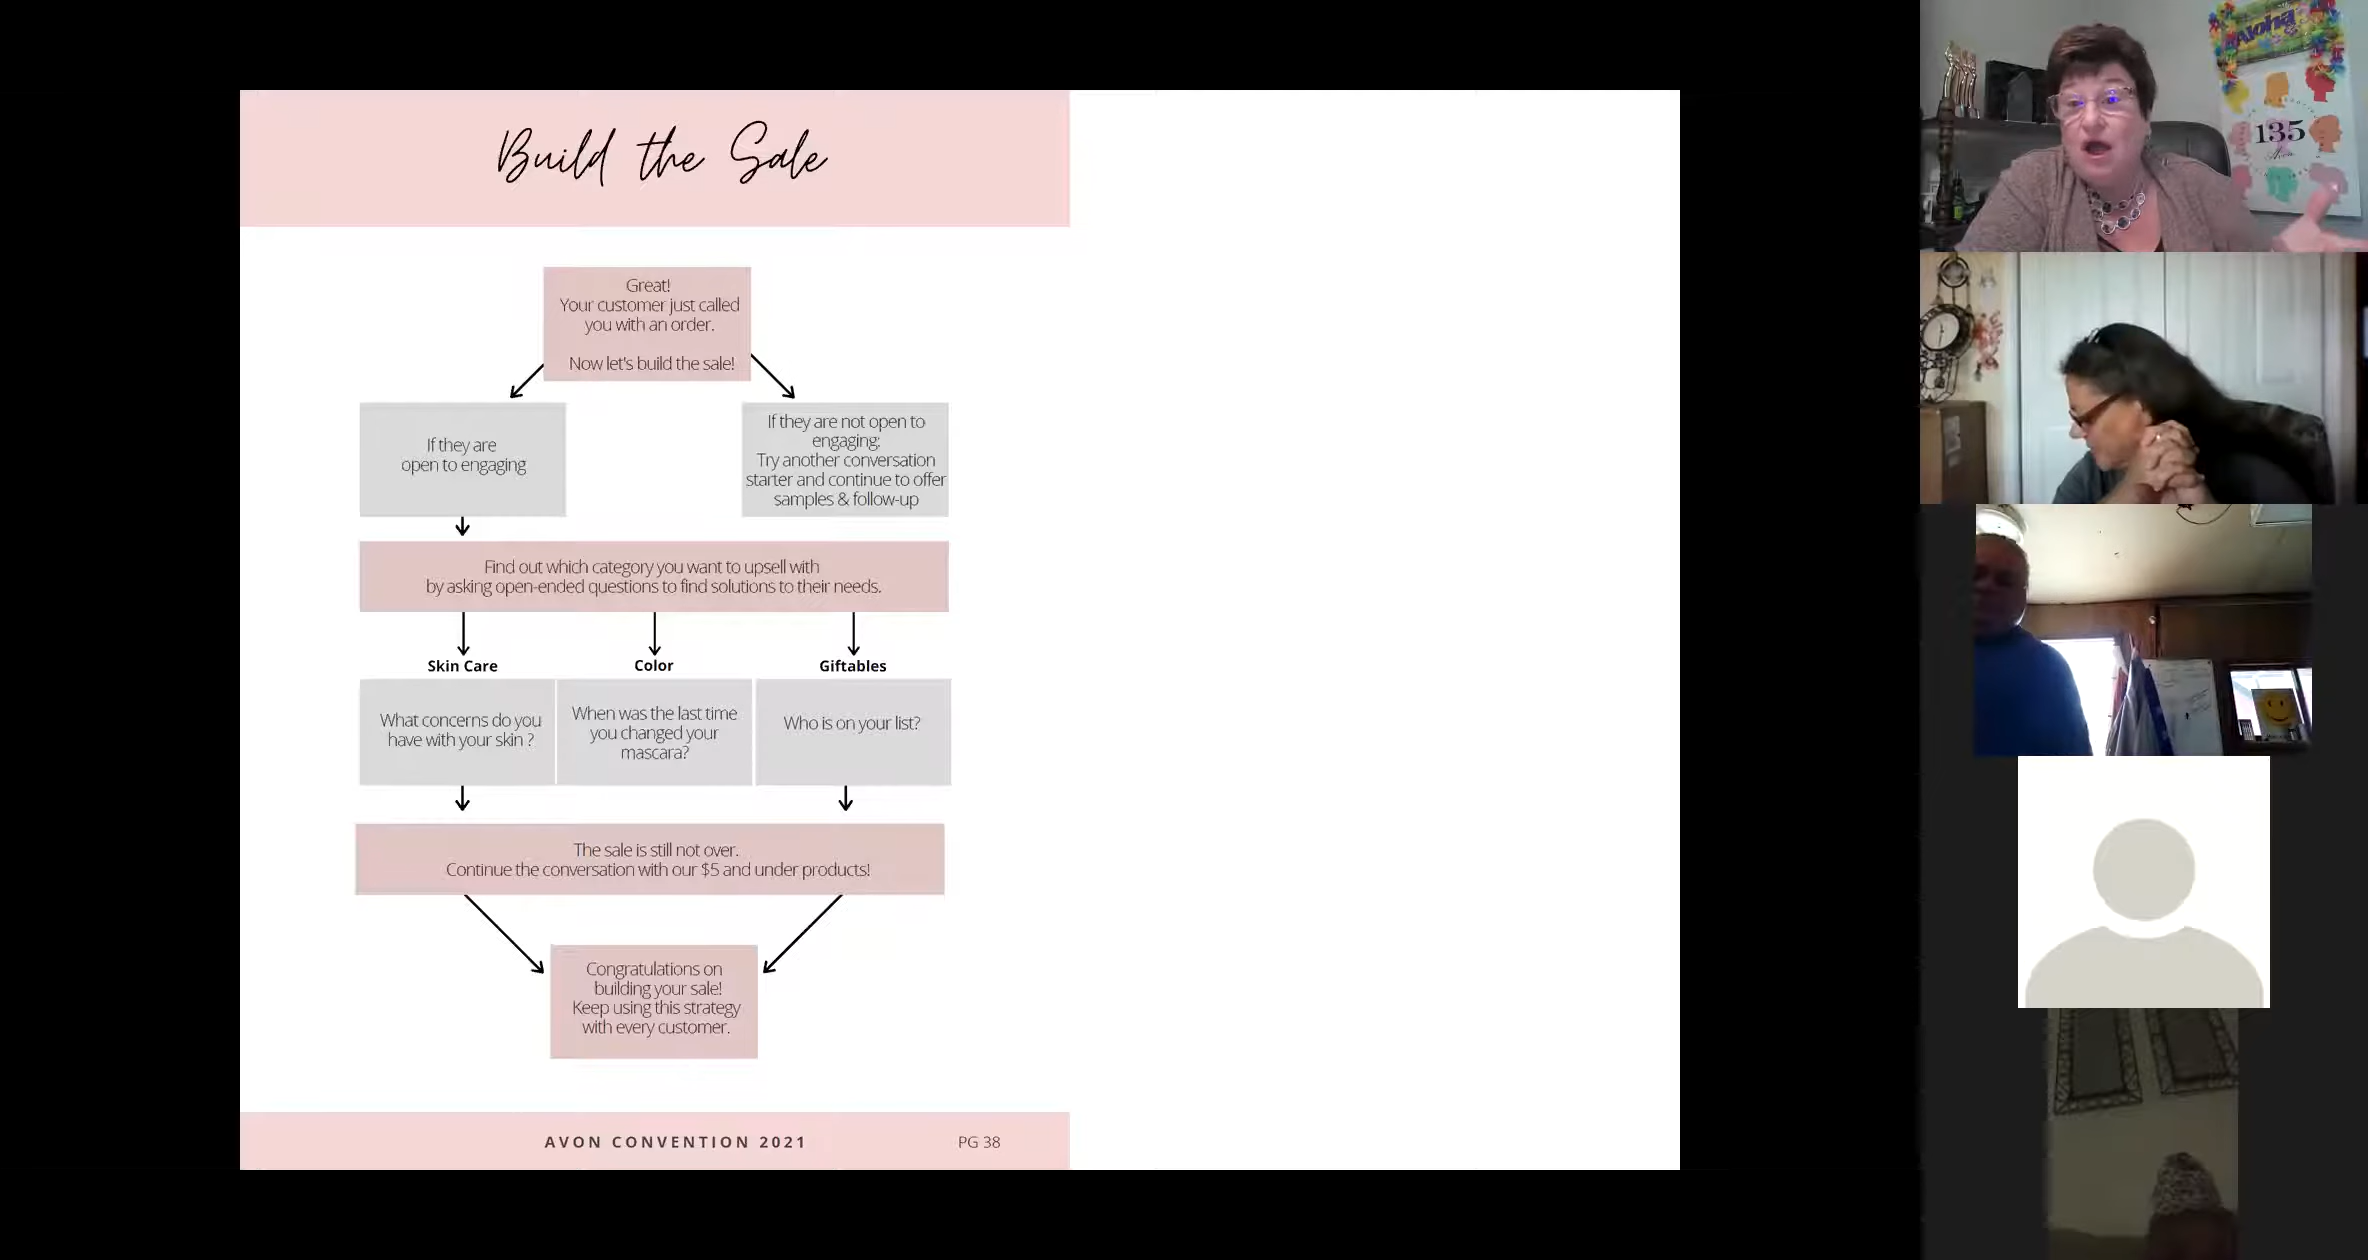 Build the Sale
Great!
Your customer just called
you with an order.
Now let's build the sale!
If they are
open to engaging
If they are not open to
engaging:
Try another conversation
starter and continue to offer
samples & follow-up
Find out which category you want to upsell with
by asking open-ended questions to find solutions to their needs.
Skin Care
Color
Giftables
What concerns do you
have with your skin ?
When was the last time
you changed your
mascara?
Who is on your list?
The sale is still not over.
Continue the conversation with our $5 and under products!
Congratulations on
building your sale!
Keep using this strategy
with every customer.
AVON CONVENTION 2021
PG 38
Aloha
135
Avon